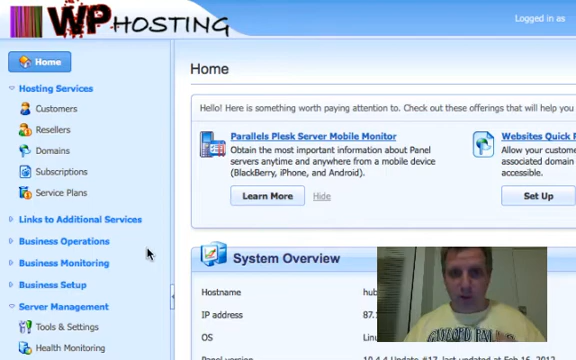 WPHOSTING
Logged in as
Home
Home
Hosting Services
Customers
Resellers
Domains
Subscriptions
Service Plans
Links to Additional Services
Business Operations
Business Monitoring
Business Setup
Server Management
Tools & Settings
Health Monitoring
Hello! Here is something worth paying attention to. Check out these offerings that will help you
Parallels Plesk Server Mobile Monitor
Obtain the most important information about Panel
servers anytime and anywhere from a mobile device
(BlackBerry, iPhone, and Android).
Learn More
Hide
Websites Quick
Allow your custome
associated domain
accessible.
Set Up
System Overview
Hostname hub
IP address 87.1
OS Linu
Panel version 10.4.4 Update #17, last updated at Feb 16, 2012